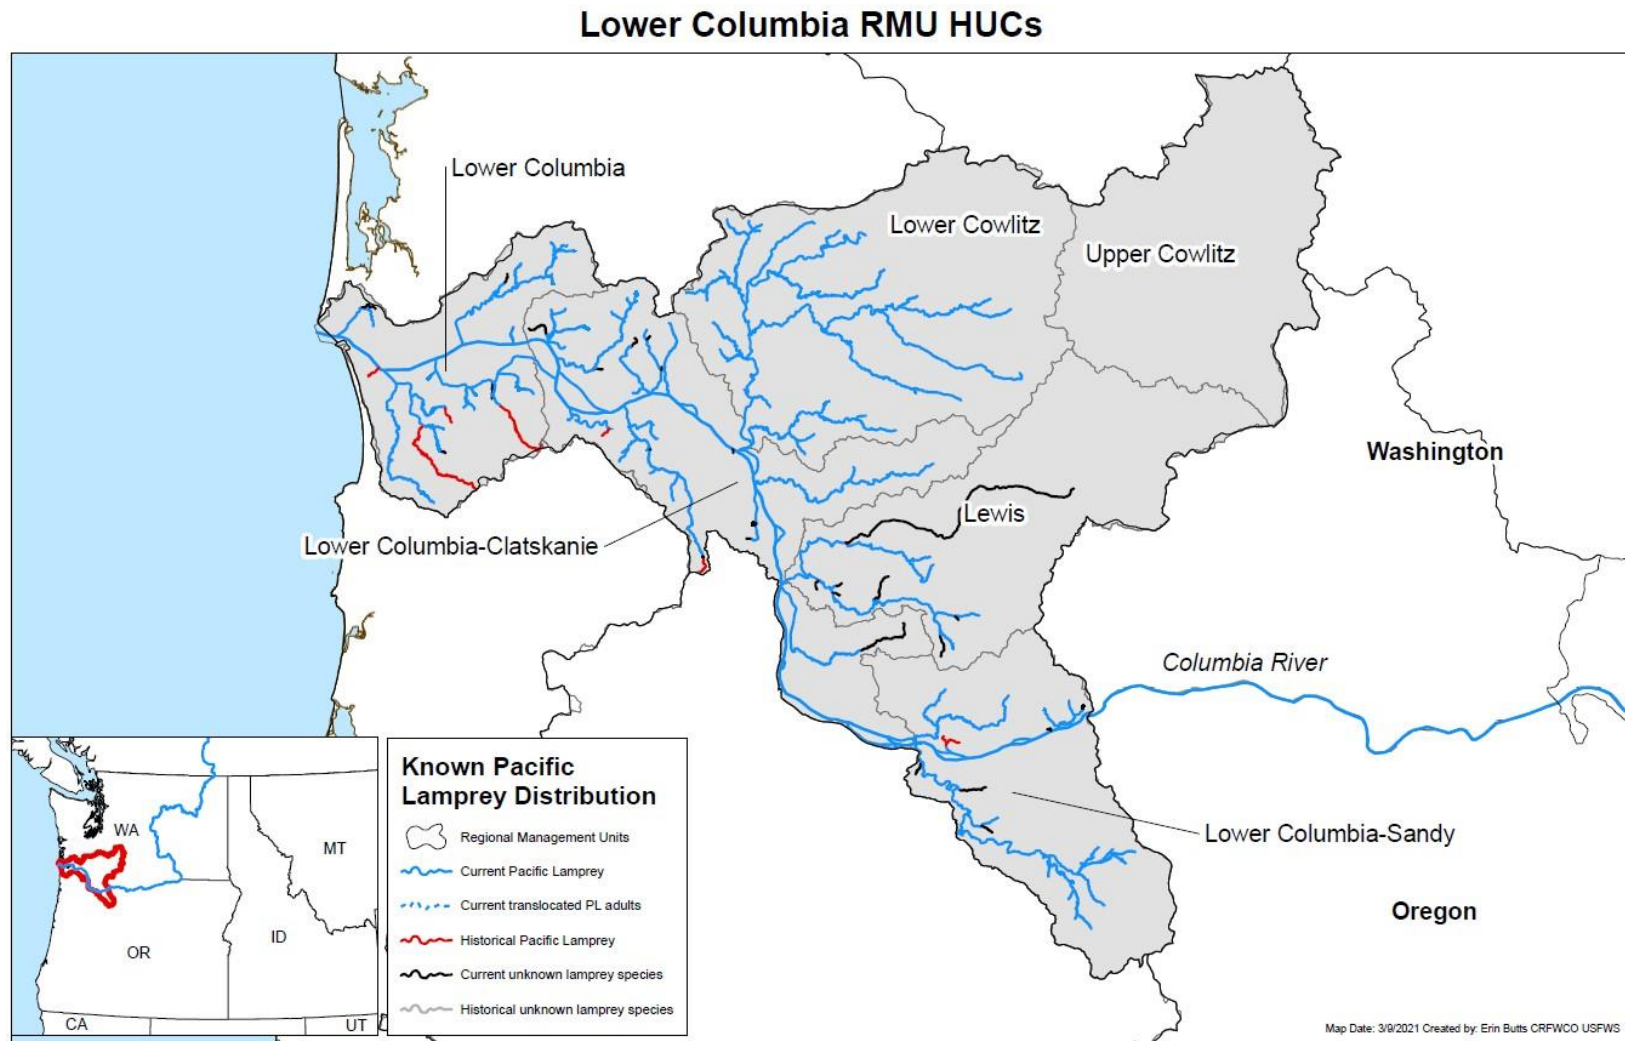 Lower Columbia RMU HUCs
Lower Columbia
Lower Cowlitz
Upper Cowlitz
Washington
Lewis
Lower Columbia-Clatskanie
Columbia River
Lower Columbia-Sandy
Oregon
WA
MT
OR
ID
CA
UT
Known Pacific
Lamprey Distribution
Regional Management Units
Current Pacific Lamprey
Current translocated PL adults
Historical Pacific Lamprey
Current unknown lamprey species
Historical unknown lamprey species
Map Date: 3/9/2021 Created by: Erin Butts CRFWCO USFWS